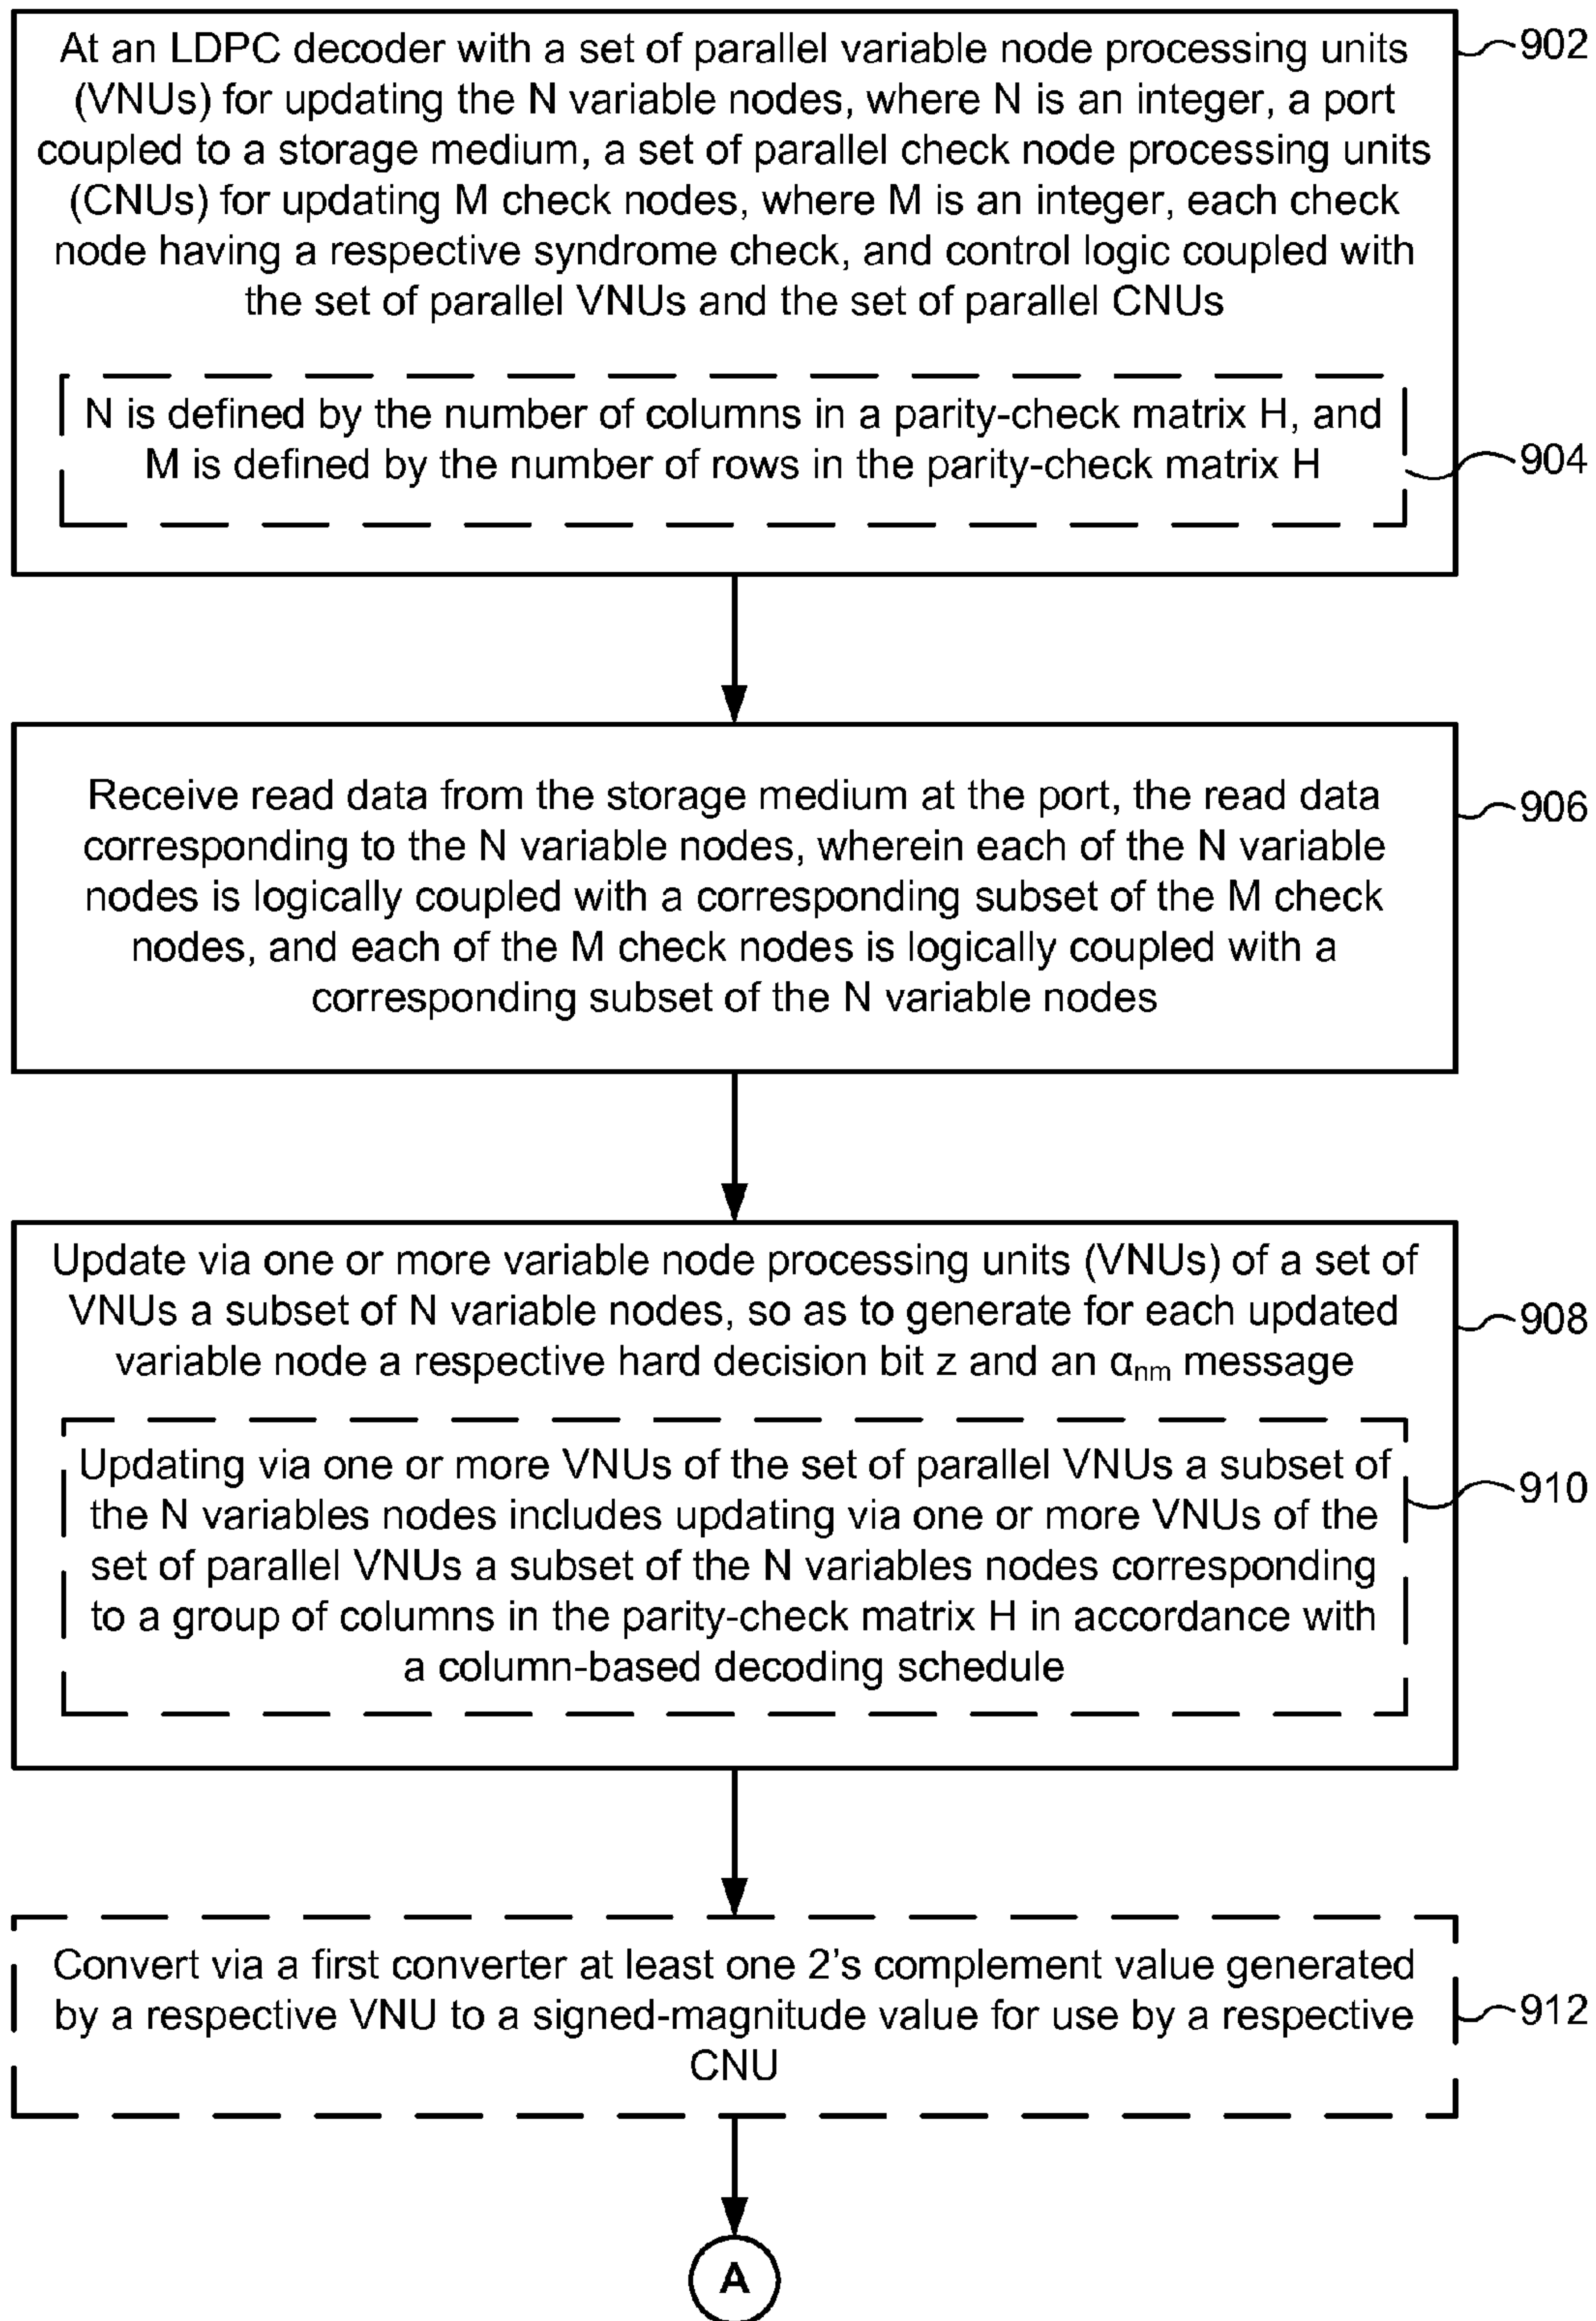 At an LDPC decoder with a set of parallel variable node processing units
(VNUs) for updating the N variable nodes, where N is an integer, a port
coupled to a storage medium, a set of parallel check node processing units
(CNUs) for updating M check nodes, where M is an integer, each check
node having a respective syndrome check, and control logic coupled with
the set of parallel VNUs and the set of parallel CNUs
902
N is defined by the number of columns in a parity-check matrix H, and
M is defined by the number of rows in the parity-check matrix H
904
Receive read data from the storage medium at the port, the read data
corresponding to the N variable nodes, wherein each of the N variable
nodes is logically coupled with a corresponding subset of the M check
nodes, and each of the M check nodes is logically coupled with a
corresponding subset of the N variable nodes
906
Update via one or more variable node processing units (VNUs) of a set of
VNUs a subset of N variable nodes, so as to generate for each updated
variable node a respective hard decision bit z and an αnm message
908
Updating via one or more VNUs of the set of parallel VNUs a subset of
the N variables nodes includes updating via one or more VNUs of the
set of parallel VNUs a subset of the N variables nodes corresponding
to a group of columns in the parity-check matrix H in accordance with
a column-based decoding schedule
910
Convert via a first converter at least one 2's complement value generated
by a respective VNU to a signed-magnitude value for use by a respective
CNU
912
A